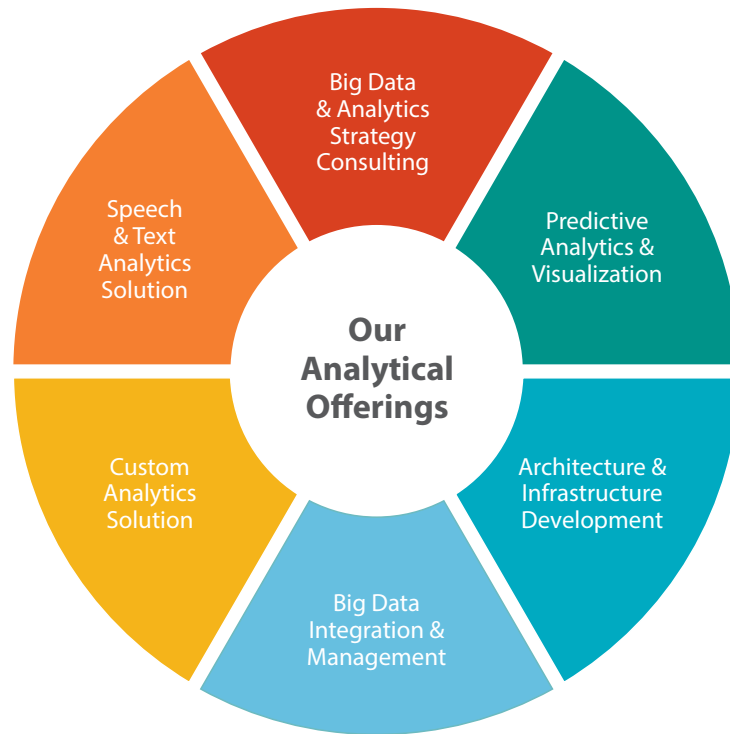 Big Data
& Analytics
Strategy
Consulting
Predictive
Analytics &
Visualization
Architecture &
Infrastructure
Development
Big Data
Integration &
Management
Custom
Analytics
Solution
Speech
& Text
Analytics
Solution
Our
Analytical
Offerings